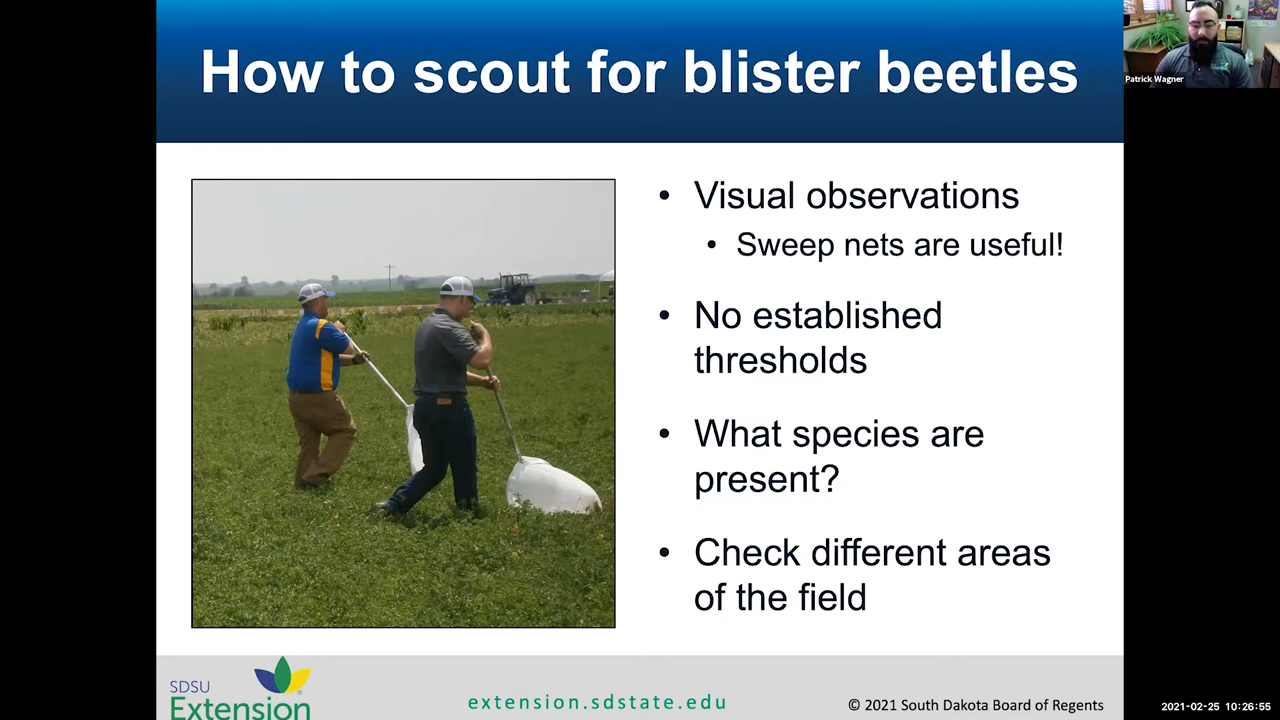 How to scout for blister beetles
Patrick Wagner
• Visual observations
• Sweep nets are useful!
• No established
thresholds
• What species are
present?
• Check different areas
of the field
SDSU
Extension
extension.sdstate.edu
© 2021 South Dakota Board of Regents
2021-02-25 10:26:55